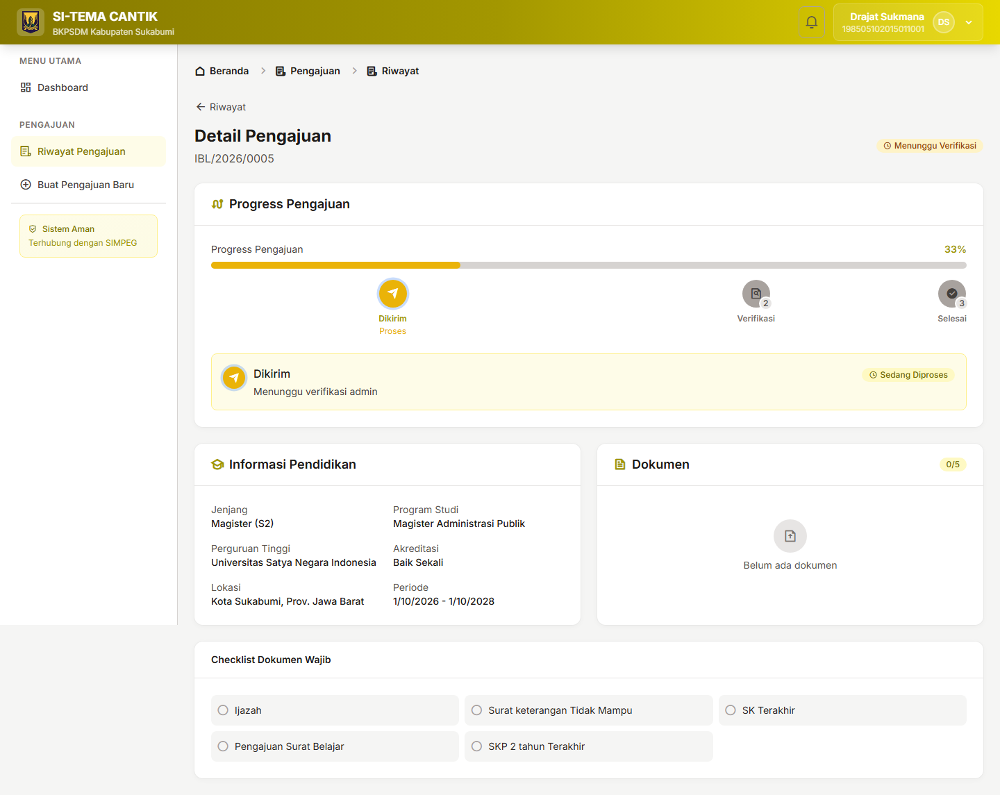 SI-TEMA CANTIK
BKPSDM Kabupaten Sukabumi
Drajat Sukmana
198505102015011001
DS
MENU UTAMA
Dashboard
PENGAJUAN
Riwayat Pengajuan
Buat Pengajuan Baru
Sistem Aman
Terhubung dengan SIMPEG
Beranda
Pengajuan
Riwayat
Riwayat
Detail Pengajuan
IBL/2026/0005
Menunggu Verifikasi
Progress Pengajuan
Progress Pengajuan
33%
Dikirim
Proses
2
Verifikasi
3
Selesai
Dikirim
Menunggu verifikasi admin
Sedang Diproses
Informasi Pendidikan
Jenjang
Magister (S2)
Program Studi
Magister Administrasi Publik
Perguruan Tinggi
Universitas Satya Negara Indonesia
Akreditasi
Baik Sekali
Lokasi
Kota Sukabumi, Prov. Jawa Barat
Periode
1/10/2026 - 1/10/2028
Dokumen
0/5
Belum ada dokumen
Checklist Dokumen Wajib
Ijazah
Surat keterangan Tidak Mampu
SK Terakhir
Pengajuan Surat Belajar
SKP 2 tahun Terakhir